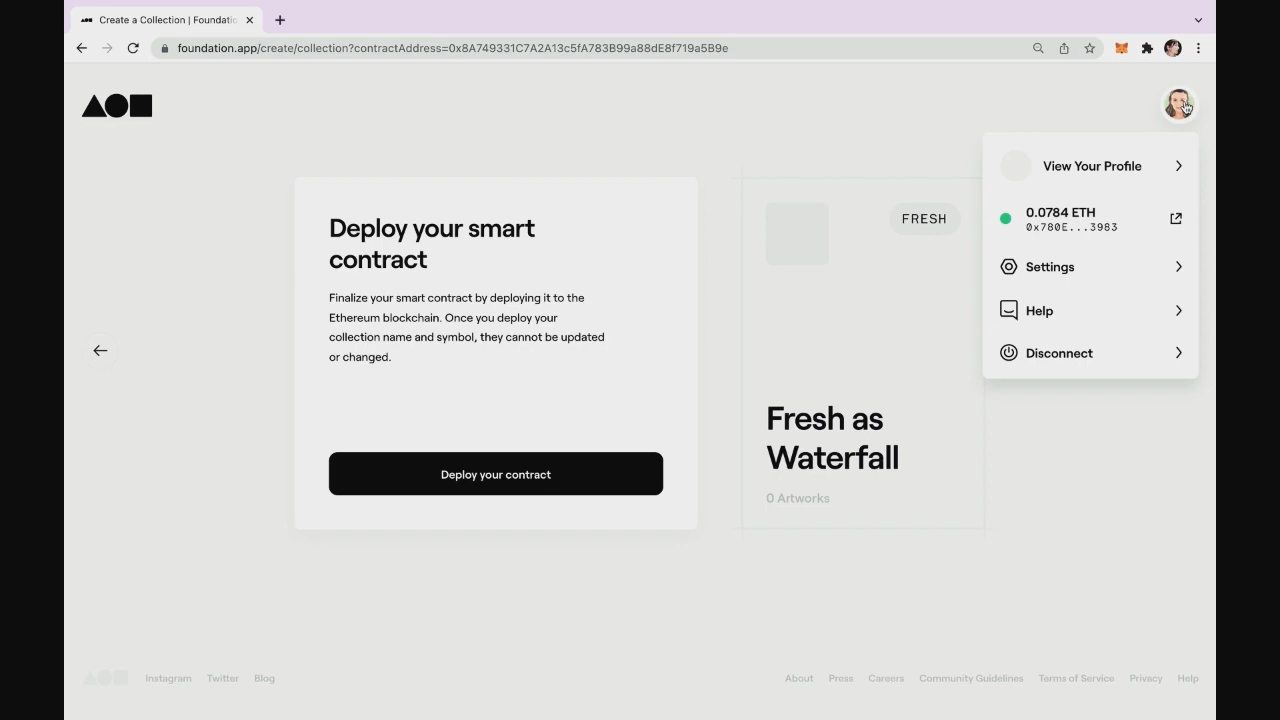 Create a Collection | Foundatio
foundation.app/create/collection?contractAddress=0x8A749331C7A2A13c5fA783B99a88dE8f719a5B9e
View Your Profile
0.0784 ETH
0x780E...3983
Settings
Help
Disconnect
Deploy your smart
contract
Finalize your smart contract by deploying it to the
Ethereum blockchain. Once you deploy your
collection name and symbol, they cannot be updated
or changed.
Deploy your contract
FRESH
Fresh as
Waterfall
0 Artworks
Instagram Twitter Blog
About Press Careers Community Guidelines Terms of Service Privacy Help